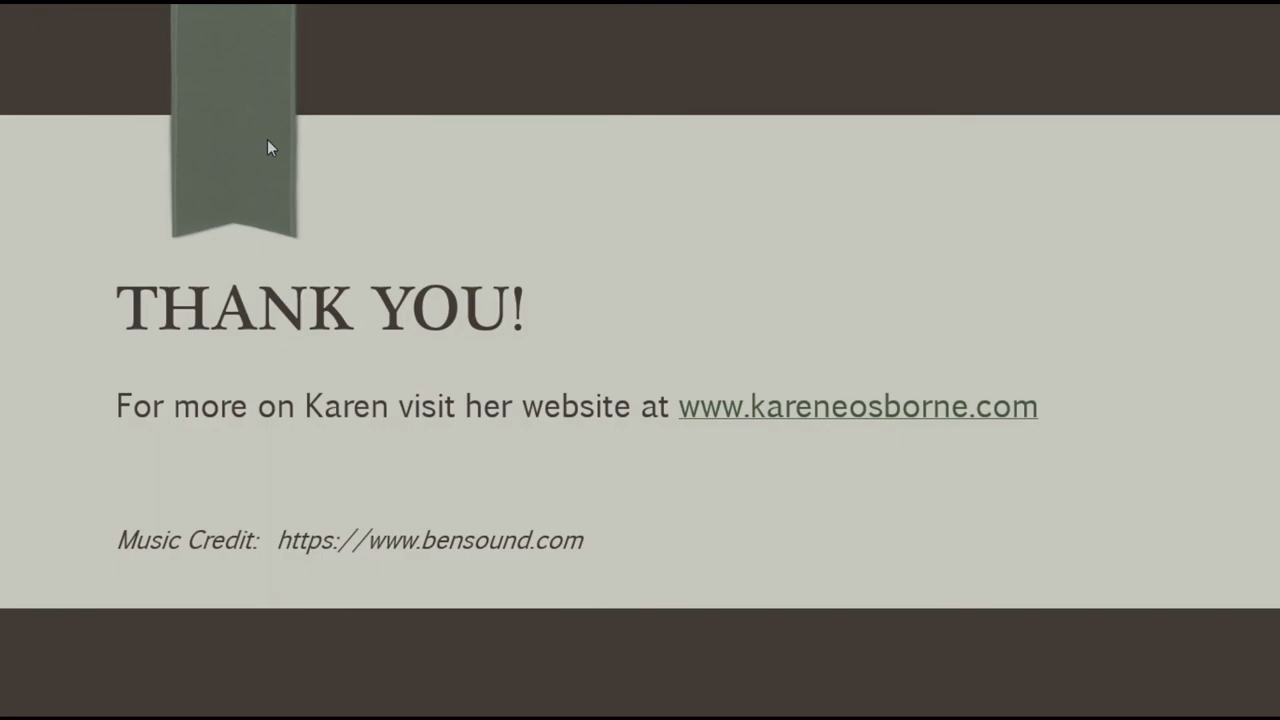 THANK YOU!
For more on Karen visit her website at www.kareneosborne.com
Music Credit: https://www.bensound.com